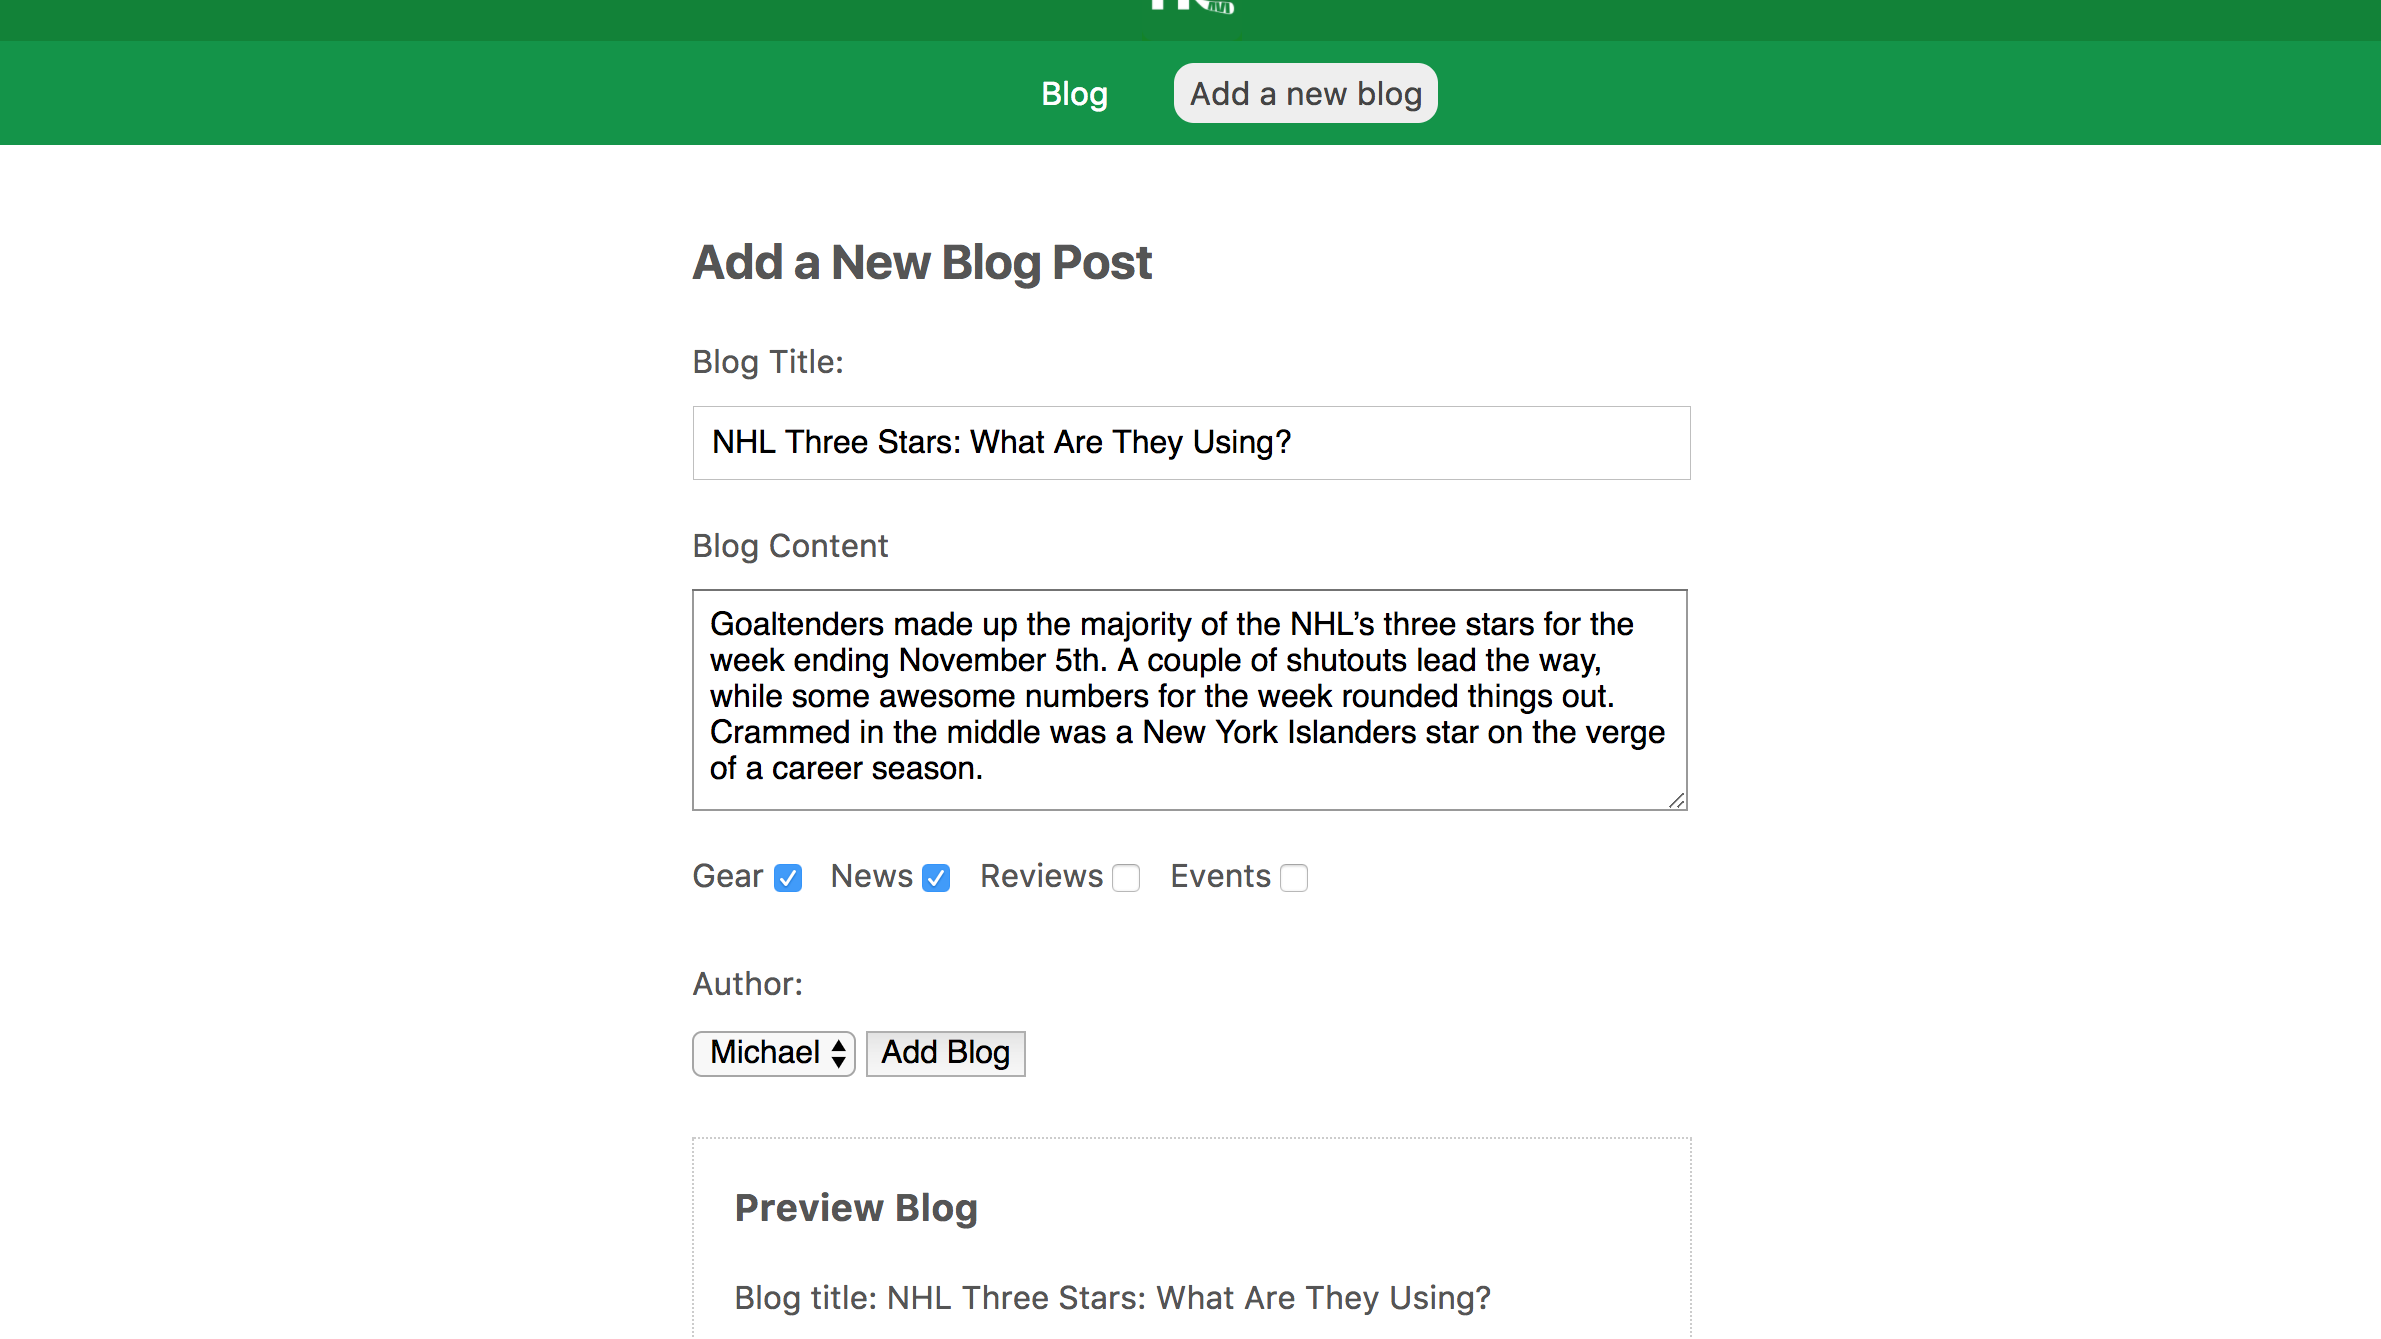 Blog
Add a new blog
Add a New Blog Post
Blog Title:
NHL Three Stars: What Are They Using?
Blog Content
Goaltenders made up the majority of the NHL’s three stars for the
week ending November 5th. A couple of shutouts lead the way,
while some awesome numbers for the week rounded things out.
Crammed in the middle was a New York Islanders star on the verge
of a career season.
Gear News Reviews Events
Author:
Michael Add Blog
Preview Blog
Blog title: NHL Three Stars: What Are They Using?